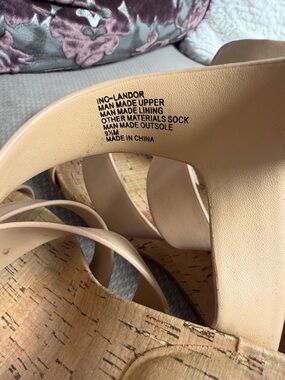 INC-LANDOR
MAN MADE UPPER
MAN MADE LINING
OTHER MATERIALS SOCK
MAN MADE OUTSOLE
9½M
MADE IN CHINA